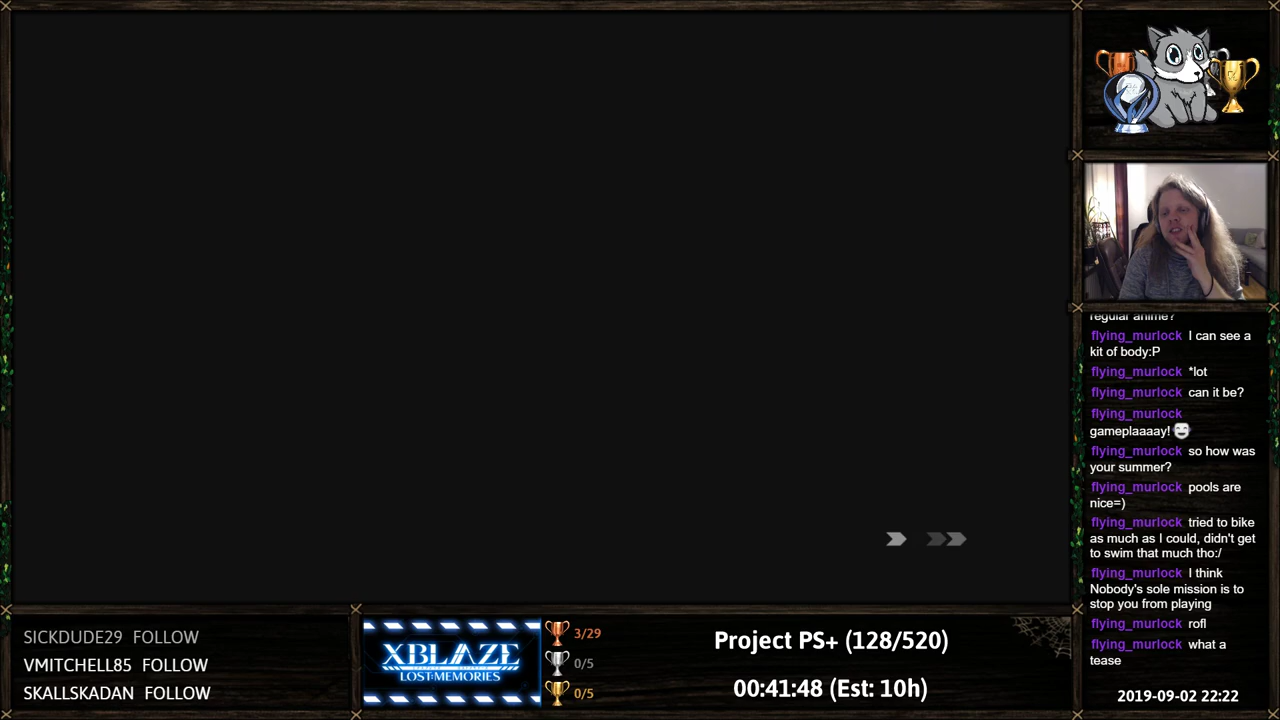 regular anime?
flying_murlock I can see a
kit of body:P
flying_murlock *lot
flying_murlock can it be?
flying_murlock
gameplaaaay!
flying_murlock so how was
your summer?
flying_murlock pools are
nice=)
flying_murlock tried to bike
as much as I could, didn't get
to swim that much tho:/
flying_murlock I think
Nobody's sole mission is to
stop you from playing
flying_murlock rofl
flying_murlock what a
tease
2019-09-02 22:22
SICKDUDE29 FOLLOW
VMITCHELL85 FOLLOW
SKALLSKADAN FOLLOW
XBLAZE
LOST:MEMORIES
3/29
0/5
0/5
Project PS+ (128/520)
00:41:48 (Est: 10h)